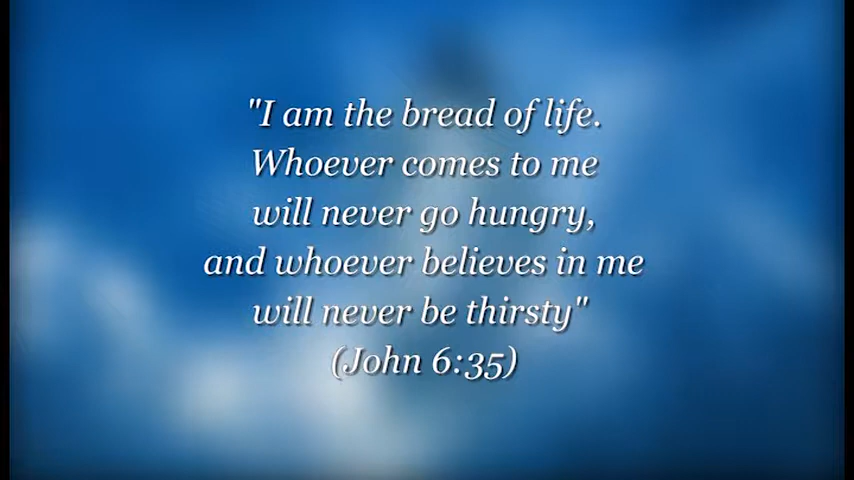 "I am the bread of life.
Whoever comes to me
will never go hungry,
and whoever believes in me
will never be thirsty"
(John 6:35)